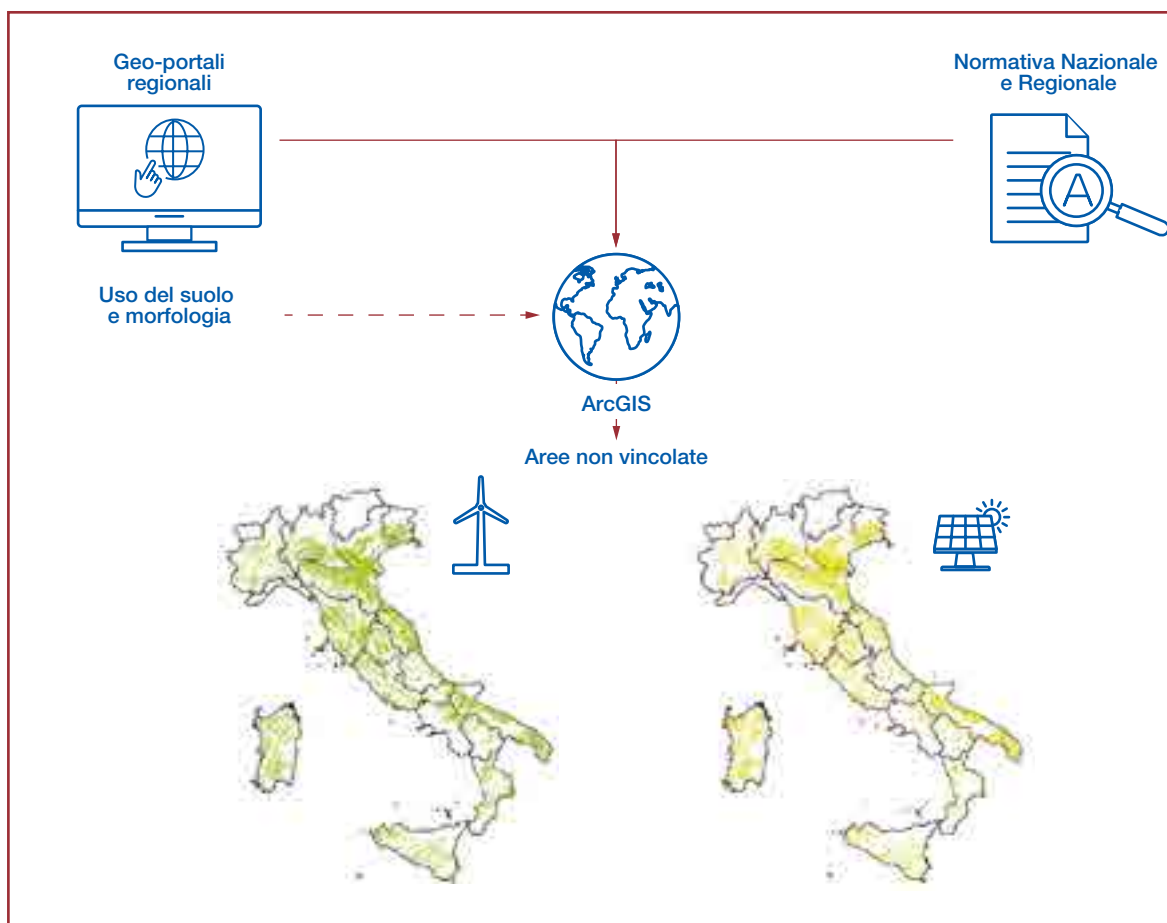 Geo-portali
regionali
Normativa Nazionale
e Regionale
A
Uso del suolo
e morfologia
ArcGIS
Aree non vincolate